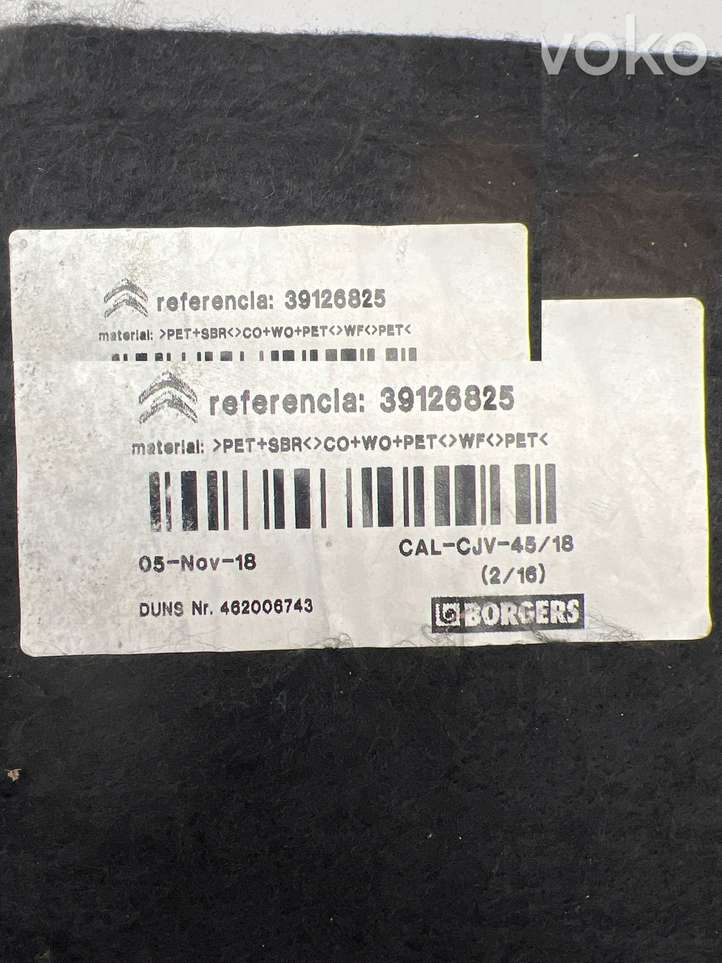 voko
referencia: 39126825
material: >PET+SBR<>CO+WO+PET<>WF<>PET<
referencia: 39126825
material: >PET+SBR<>CO+WO+PET<>WF<>PET<
05-Nov-18
CAL-CJV-45/18
(2/16)
DUNS Nr. 462006743
BORGERS